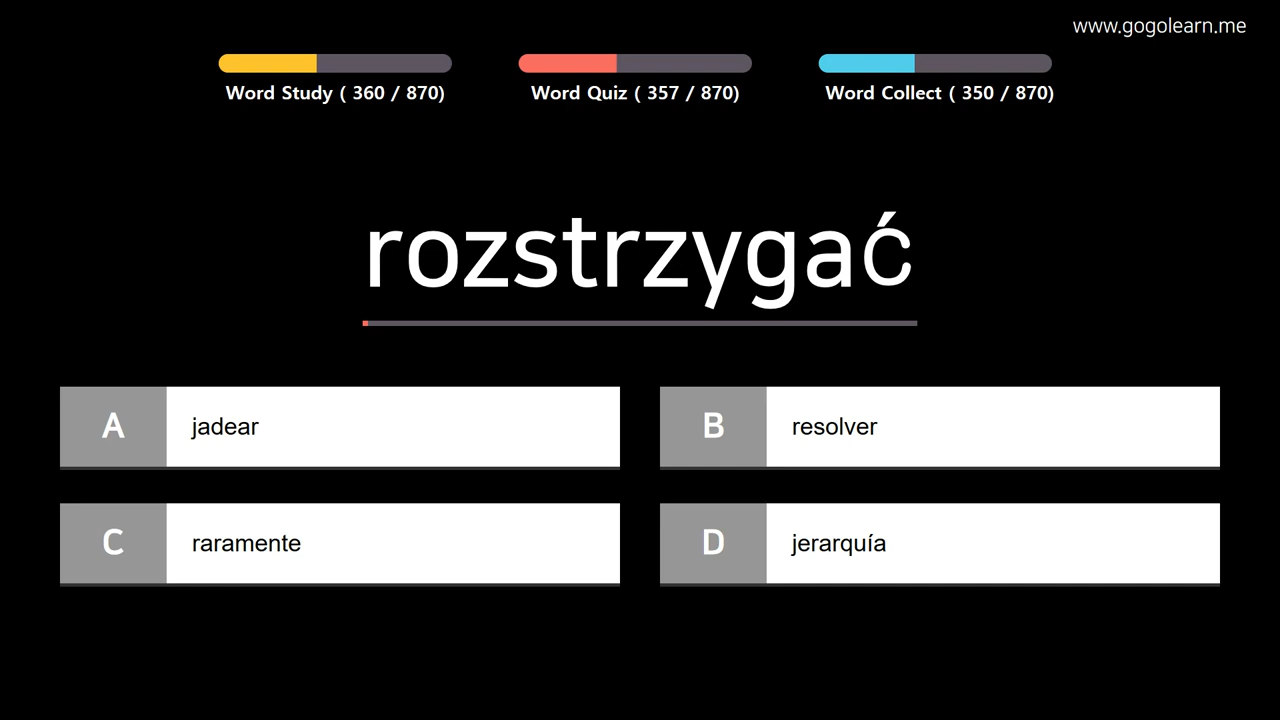 www.gogolearn.me
Word Study ( 360 / 870)
Word Quiz ( 357 / 870)
Word Collect ( 350 / 870)
rozstrzygać
A jadear
B resolver
C raramente
D jerarquía